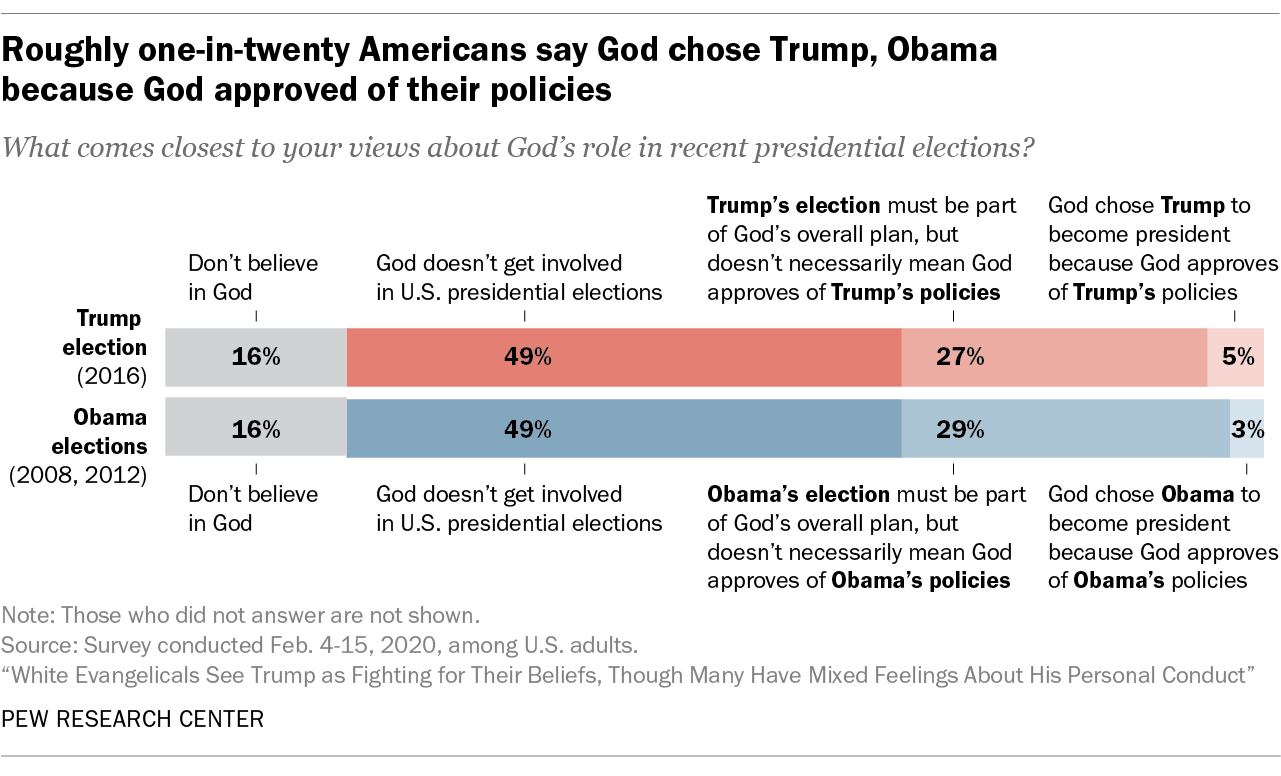 Roughly one-in-twenty Americans say God chose Trump, Obama
because God approved of their policies
What comes closest to your views about God's role in recent presidential elections?
Don't believe
in God
God doesn't get involved
in U.S. presidential elections
Trump's election must be part
of God's overall plan, but
doesn't necessarily mean God
approves of Trump's policies
God chose Trump to
become president
because God approves
of Trump's policies
Trump
election
(2016)
16%
49%
27%
5%
Obama
elections
(2008, 2012)
16%
49%
29%
3%
Don't believe
in God
God doesn't get involved
in U.S. presidential elections
Obama's election must be part
of God's overall plan, but
doesn't necessarily mean God
approves of Obama's policies
God chose Obama to
become president
because God approves
of Obama's policies
Note: Those who did not answer are not shown.
Source: Survey conducted Feb. 4-15, 2020, among U.S. adults.
“White Evangelicals See Trump as Fighting for Their Beliefs, Though Many Have Mixed Feelings About His Personal Conduct”
PEW RESEARCH CENTER